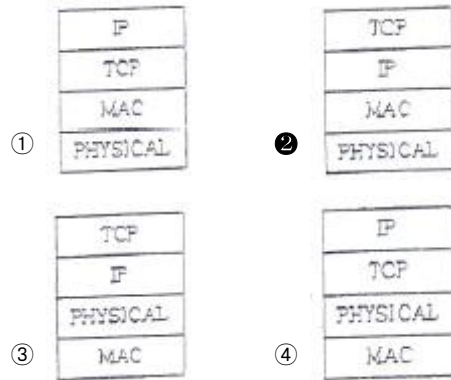 IP
TCP
MAC
① PHYSICAL
TCP
IP
MAC
❷ PHYSICAL
TCP
IP
PHYSICAL
③ MAC
IP
TCP
PHYSICAL
④ MAC